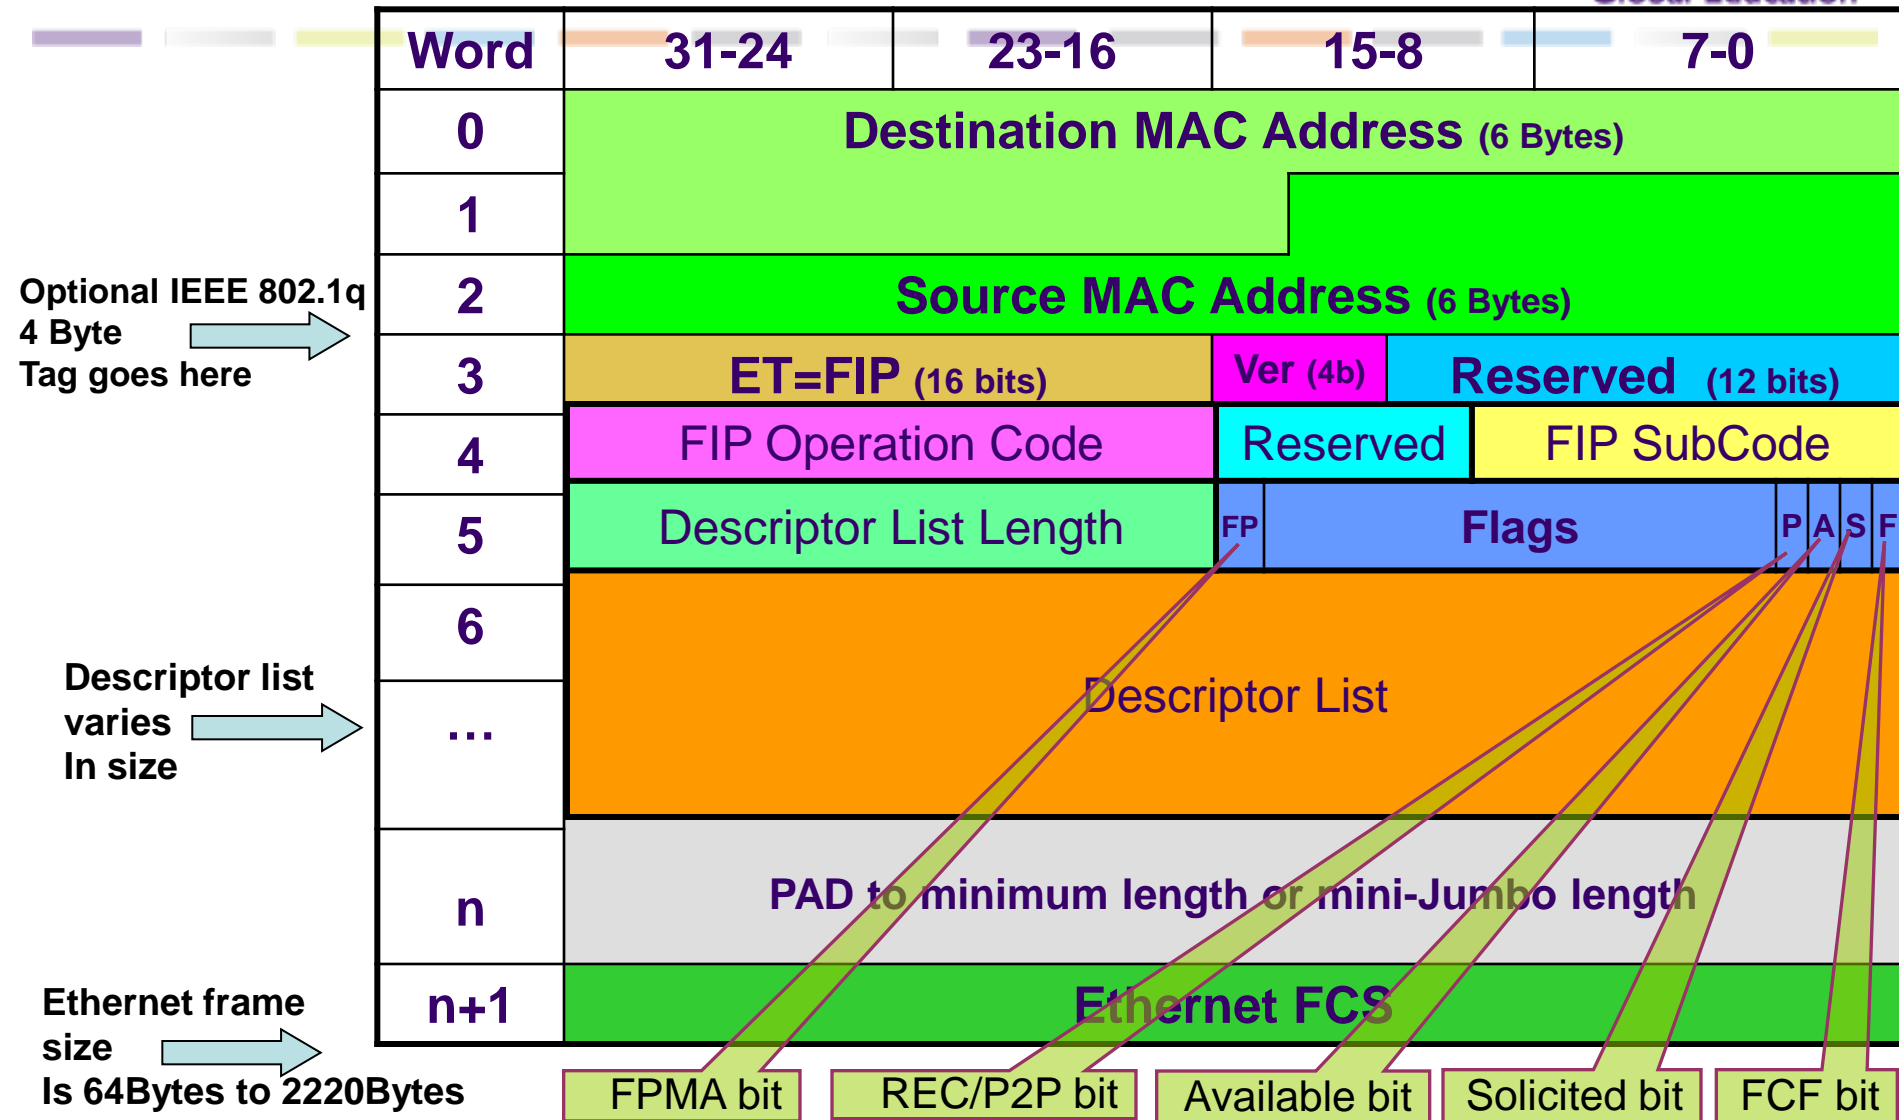 Word 31-24 23-16 15-8 7-0
0 Destination MAC Address (6 Bytes)
1
Optional IEEE 802.1q
4 Byte
Tag goes here
2 Source MAC Address (6 Bytes)
3 ET=FIP (16 bits) Ver (4b) Reserved (12 bits)
4 FIP Operation Code Reserved FIP SubCode
5 Descriptor List Length FP Flags P A S F
6
Descriptor list
varies
In size
...
Descriptor List
n PAD to minimum length or mini-Jumbo length
n+1 Ethernet FCS
Ethernet frame
size
Is 64Bytes to 2220Bytes
FPMA bit REC/P2P bit Available bit Solicited bit FCF bit